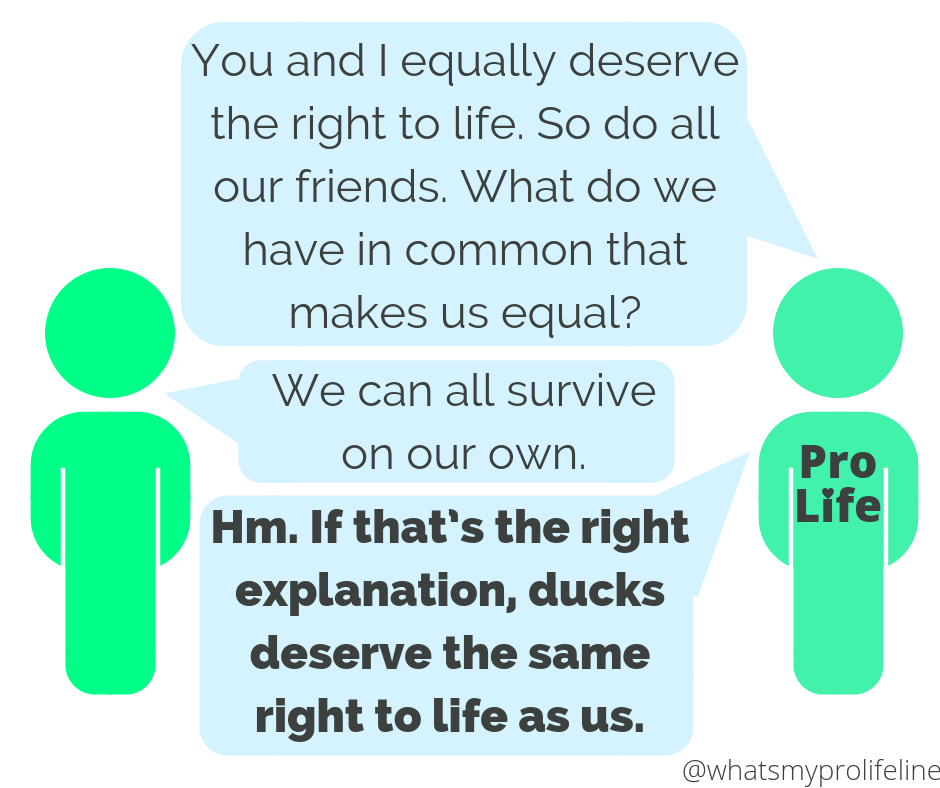 You and I equally deserve
the right to life. So do all
our friends. What do we
have in common that
makes us equal?
We can all survive
on our own.
Hm. If that's the right
explanation, ducks
deserve the same
right to life as us.
Pro
Life
@whatsmyprolifeline